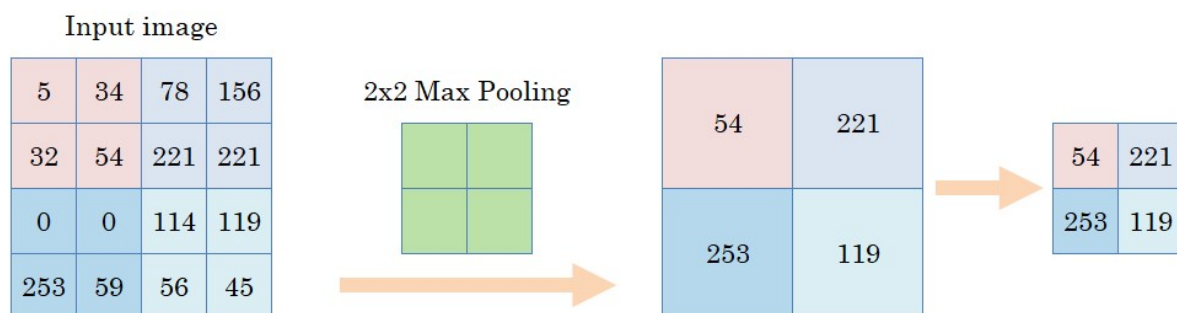 Input image
5 34 78 156
32 54 221 221
0 0 114 119
253 59 56 45
2x2 Max Pooling
54 221
253 119
54 221
253 119